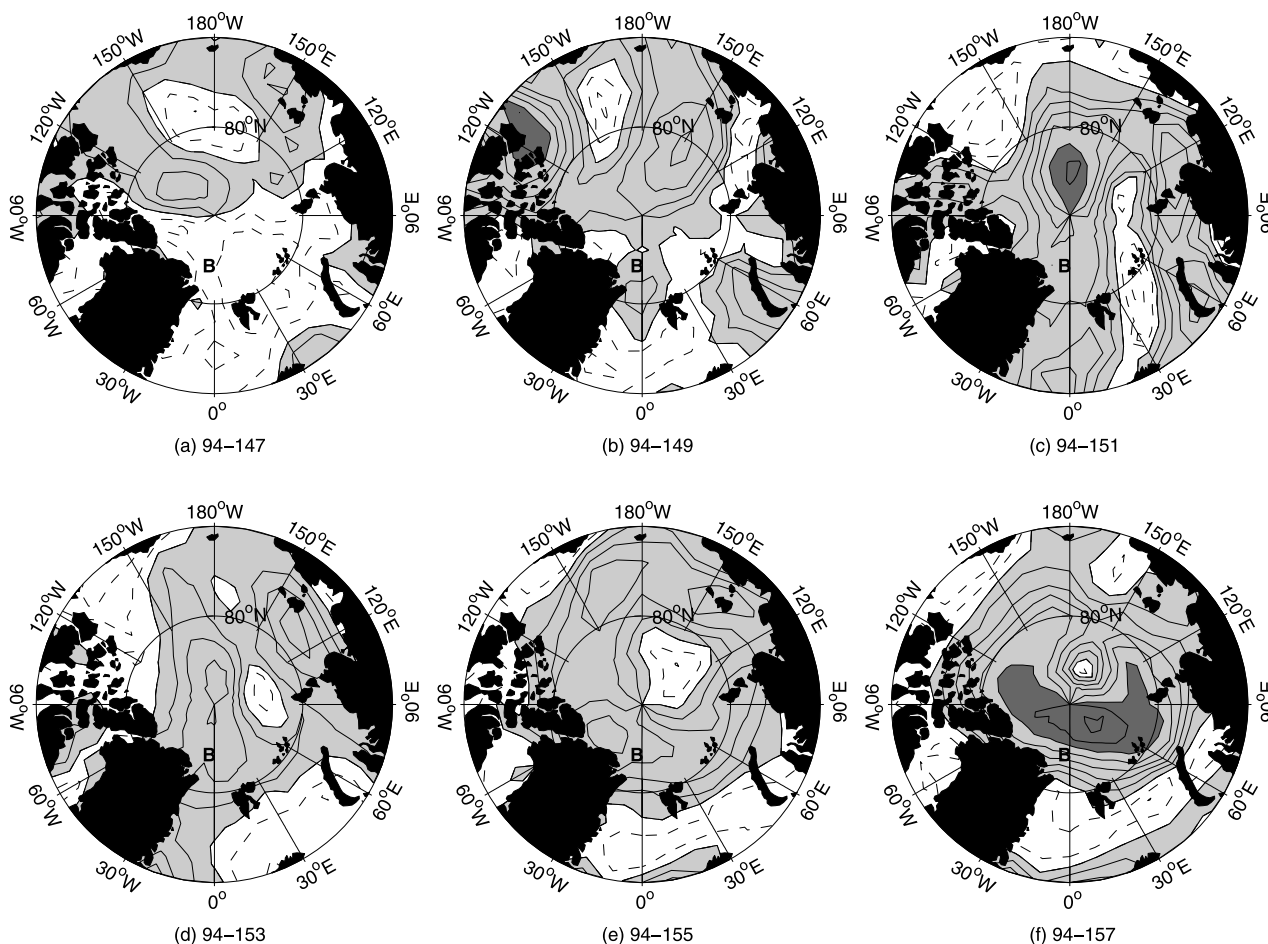 180°W
150°W
150°E
120°W
120°E
80°N
90°W
90°E
B
60°W
60°E
30°W
30°E
0°
(a) 94−147
180°W
150°W
150°E
120°W
120°E
80°N
90°W
90°E
B
60°W
60°E
30°W
30°E
0°
(b) 94−149
180°W
150°W
150°E
120°W
120°E
80°N
90°W
90°E
B
60°W
60°E
30°W
30°E
0°
(c) 94−151
180°W
150°W
150°E
120°W
120°E
80°N
90°W
90°E
B
60°W
60°E
30°W
30°E
0°
(d) 94−153
180°W
150°W
150°E
120°W
120°E
80°N
90°W
90°E
B
60°W
60°E
30°W
30°E
0°
(e) 94−155
180°W
150°W
150°E
120°W
120°E
80°N
90°W
90°E
B
60°W
60°E
30°W
30°E
0°
(f) 94−157